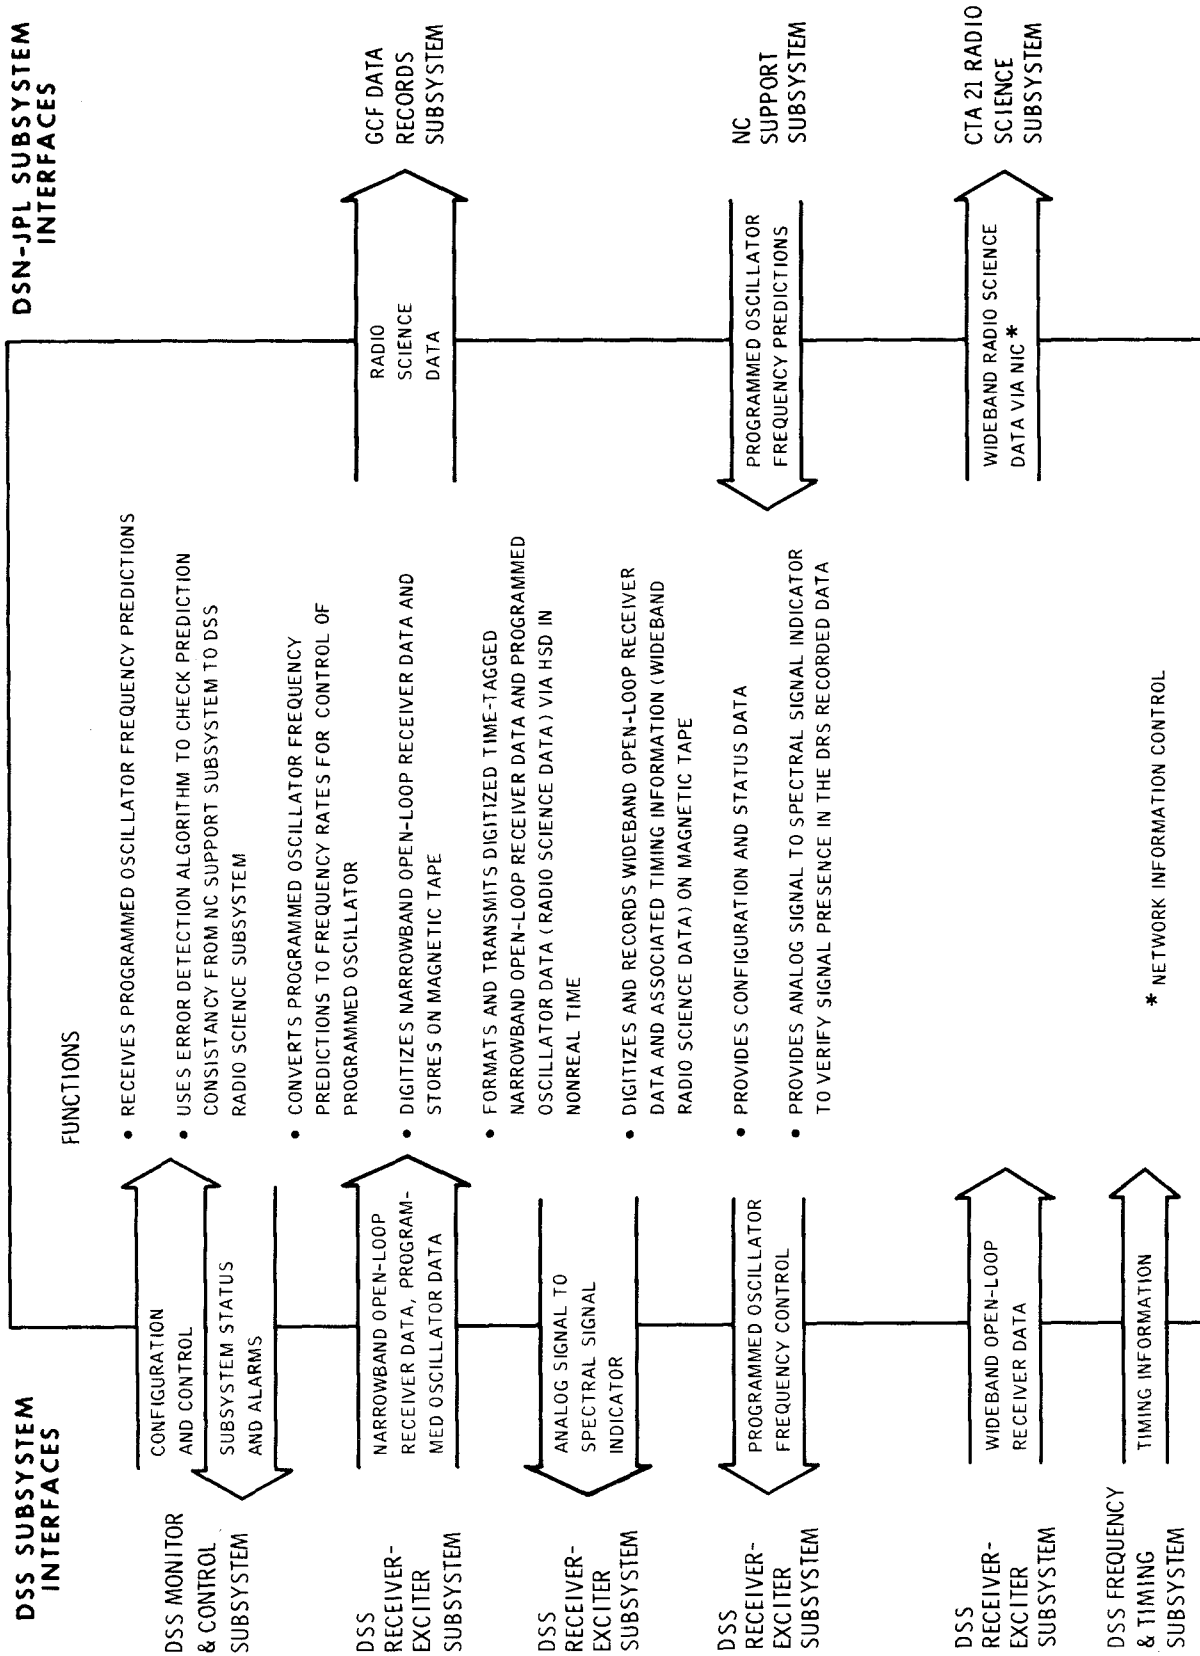 DSS SUBSYSTEM
INTERFACES
DSN-JPL SUBSYSTEM
INTERFACES
DSS MONITOR
& CONTROL
SUBSYSTEM
CONFIGURATION
AND CONTROL
SUBSYSTEM STATUS
AND ALARMS
DSS
RECEIVER-
EXCITER
SUBSYSTEM
NARROWBAND OPEN-LOOP
RECEIVER DATA, PROGRAM-
MED OSCILLATOR DATA
DSS
RECEIVER-
EXCITER
SUBSYSTEM
ANALOG SIGNAL TO
SPECTRAL SIGNAL
INDICATOR
DSS
RECEIVER-
EXCITER
SUBSYSTEM
PROGRAMMED OSCILLATOR
FREQUENCY CONTROL
DSS
RECEIVER-
EXCITER
SUBSYSTEM
WIDEBAND OPEN-LOOP
RECEIVER DATA
DSS FREQUENCY
& TIMING
SUBSYSTEM
TIMING INFORMATION
FUNCTIONS
• RECEIVES PROGRAMMED OSCILLATOR FREQUENCY PREDICTIONS
• USES ERROR DETECTION ALGORITHM TO CHECK PREDICTION
CONSISTANCY FROM NC SUPPORT SUBSYSTEM TO DSS
RADIO SCIENCE SUBSYSTEM
• CONVERTS PROGRAMMED OSCILLATOR FREQUENCY
PREDICTIONS TO FREQUENCY RATES FOR CONTROL OF
PROGRAMMED OSCILLATOR
• DIGITIZES NARROWBAND OPEN-LOOP RECEIVER DATA AND
STORES ON MAGNETIC TAPE
• FORMATS AND TRANSMITS DIGITIZED TIME-TAGGED
NARROWBAND OPEN-LOOP RECEIVER DATA AND PROGRAMMED
OSCILLATOR DATA (RADIO SCIENCE DATA) VIA HSD IN
NONREAL TIME
• DIGITIZES AND RECORDS WIDEBAND OPEN-LOOP RECEIVER
DATA AND ASSOCIATED TIMING INFORMATION (WIDEBAND
RADIO SCIENCE DATA) ON MAGNETIC TAPE
• PROVIDES CONFIGURATION AND STATUS DATA
• PROVIDES ANALOG SIGNAL TO SPECTRAL SIGNAL INDICATOR
TO VERIFY SIGNAL PRESENCE IN THE DRS RECORDED DATA
* NETWORK INFORMATION CONTROL
RADIO
SCIENCE
DATA
GCF DATA
RECORDS
SUBSYSTEM
PROGRAMMED OSCILLATOR
FREQUENCY PREDICTIONS
NC
SUPPORT
SUBSYSTEM
WIDEBAND RADIO SCIENCE
DATA VIA NIC *
CTA 21 RADIO
SCIENCE
SUBSYSTEM